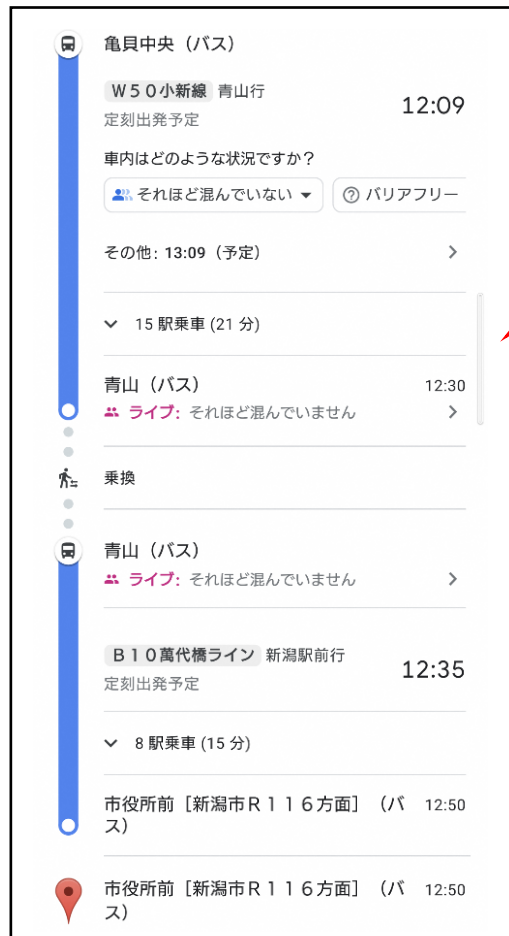 亀貝中央（バス）
Ｗ５０小新線 青山行
12:09
定刻出発予定
車内はどのような状況ですか？
それほど混んでいない
バリアフリー
その他: 13:09（予定）
15 駅乗車 (21 分)
青山（バス） 12:30
ライブ: それほど混んでいません
乗換
青山（バス）
ライブ: それほど混んでいません
Ｂ１０萬代橋ライン 新潟駅前行
12:35
定刻出発予定
8 駅乗車 (15 分)
市役所前［新潟市Ｒ１１６方面］（バ 12:50
ス）
市役所前［新潟市Ｒ１１６方面］（バ 12:50
ス）